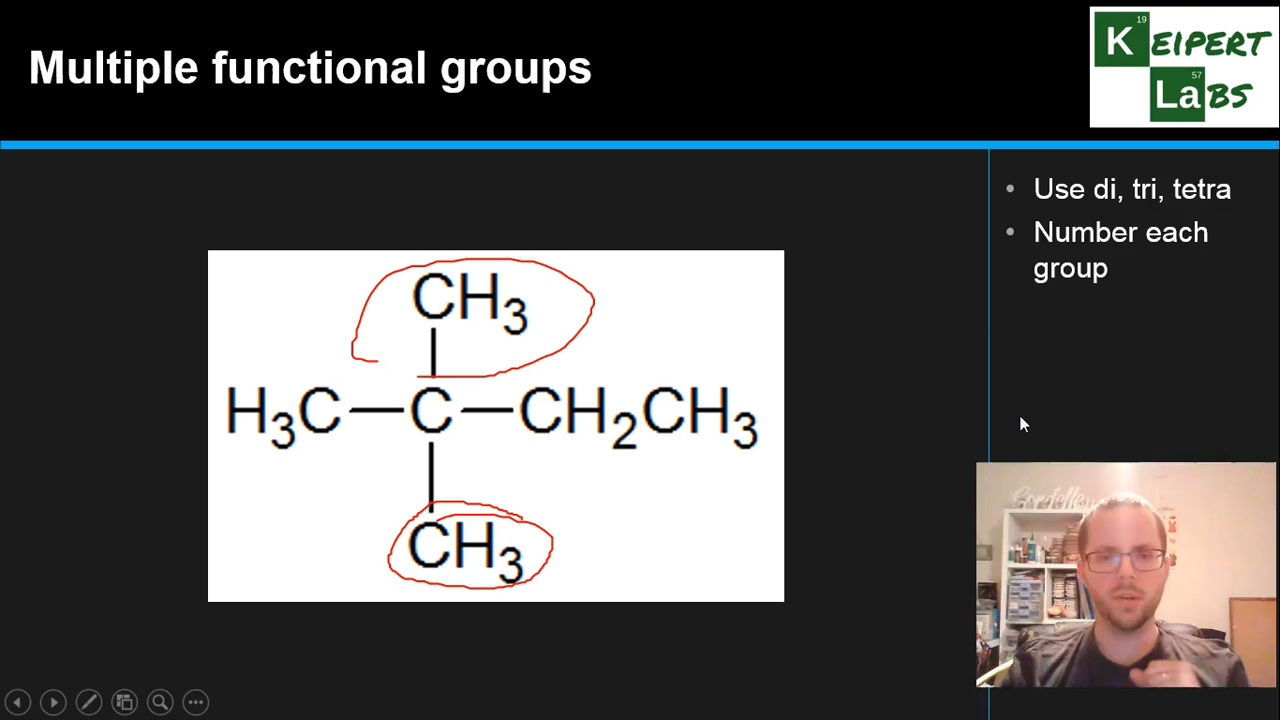 Multiple functional groups
19
KEIPERT
57
LaBS
• Use di, tri, tetra
• Number each
group
CH3
H3C—C—CH2CH3
CH3